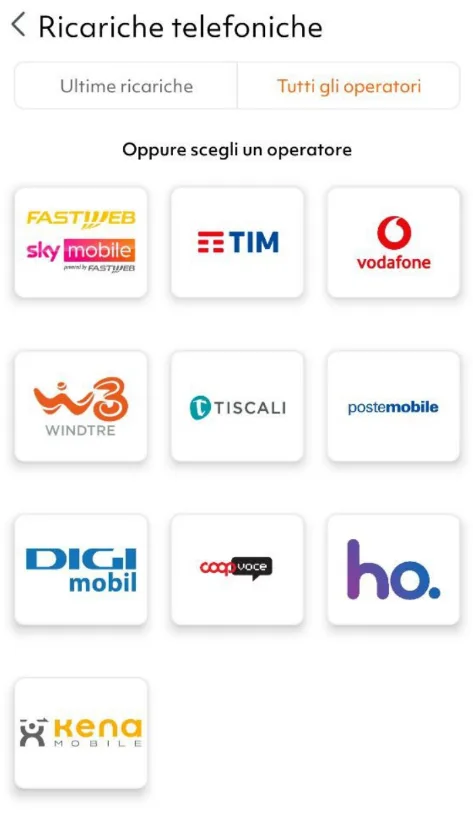 Ricariche telefoniche
Ultime ricariche
Tutti gli operatori
Oppure scegli un operatore
FASTWEB
sky mobile
powered by FASTWEB
TIM
vodafone
W3
WINDTRE
TISCALI
postemobile
DIGI
mobil
coop voce
ho.
kena
MOBILE